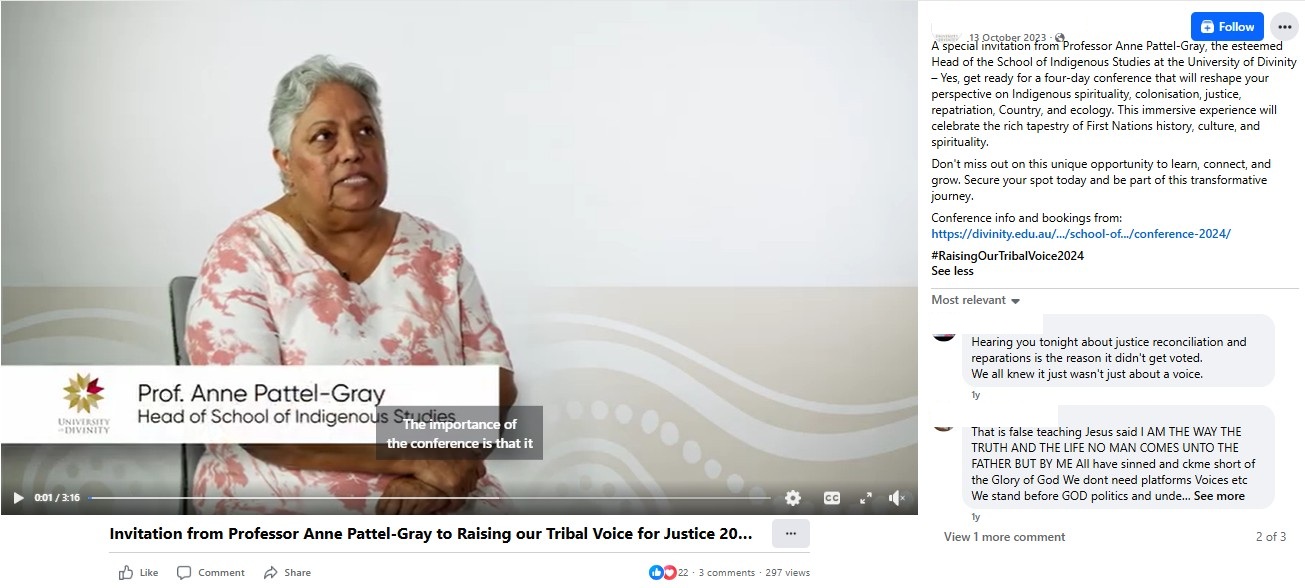 Prof. Anne Pattel-Gray
Head of School of Indigenous Studies
UNIVERSITY
OF DIVINITY
The importance of
the conference is that it
0:01 / 3:16
CC
Invitation from Professor Anne Pattel-Gray to Raising our Tribal Voice for Justice 20...
Like
Comment
Share
22 · 3 comments · 297 views
Follow
13 October 2023 ·
A special invitation from Professor Anne Pattel-Gray, the esteemed
Head of the School of Indigenous Studies at the University of Divinity
– Yes, get ready for a four-day conference that will reshape your
perspective on Indigenous spirituality, colonisation, justice,
repatriation, Country, and ecology. This immersive experience will
celebrate the rich tapestry of First Nations history, culture, and
spirituality.
Don't miss out on this unique opportunity to learn, connect, and
grow. Secure your spot today and be part of this transformative
journey.
Conference info and bookings from:
https://divinity.edu.au/.../school-of.../conference-2024/
#RaisingOurTribalVoice2024
See less
Most relevant
Hearing you tonight about justice reconciliation and
reparations is the reason it didn't get voted.
We all knew it just wasn't just about a voice.
1y
That is false teaching Jesus said I AM THE WAY THE
TRUTH AND THE LIFE NO MAN COMES UNTO THE
FATHER BUT BY ME All have sinned and ckme short of
the Glory of God We dont need platforms Voices etc
We stand before GOD politics and unde... See more
1y
View 1 more comment
2 of 3